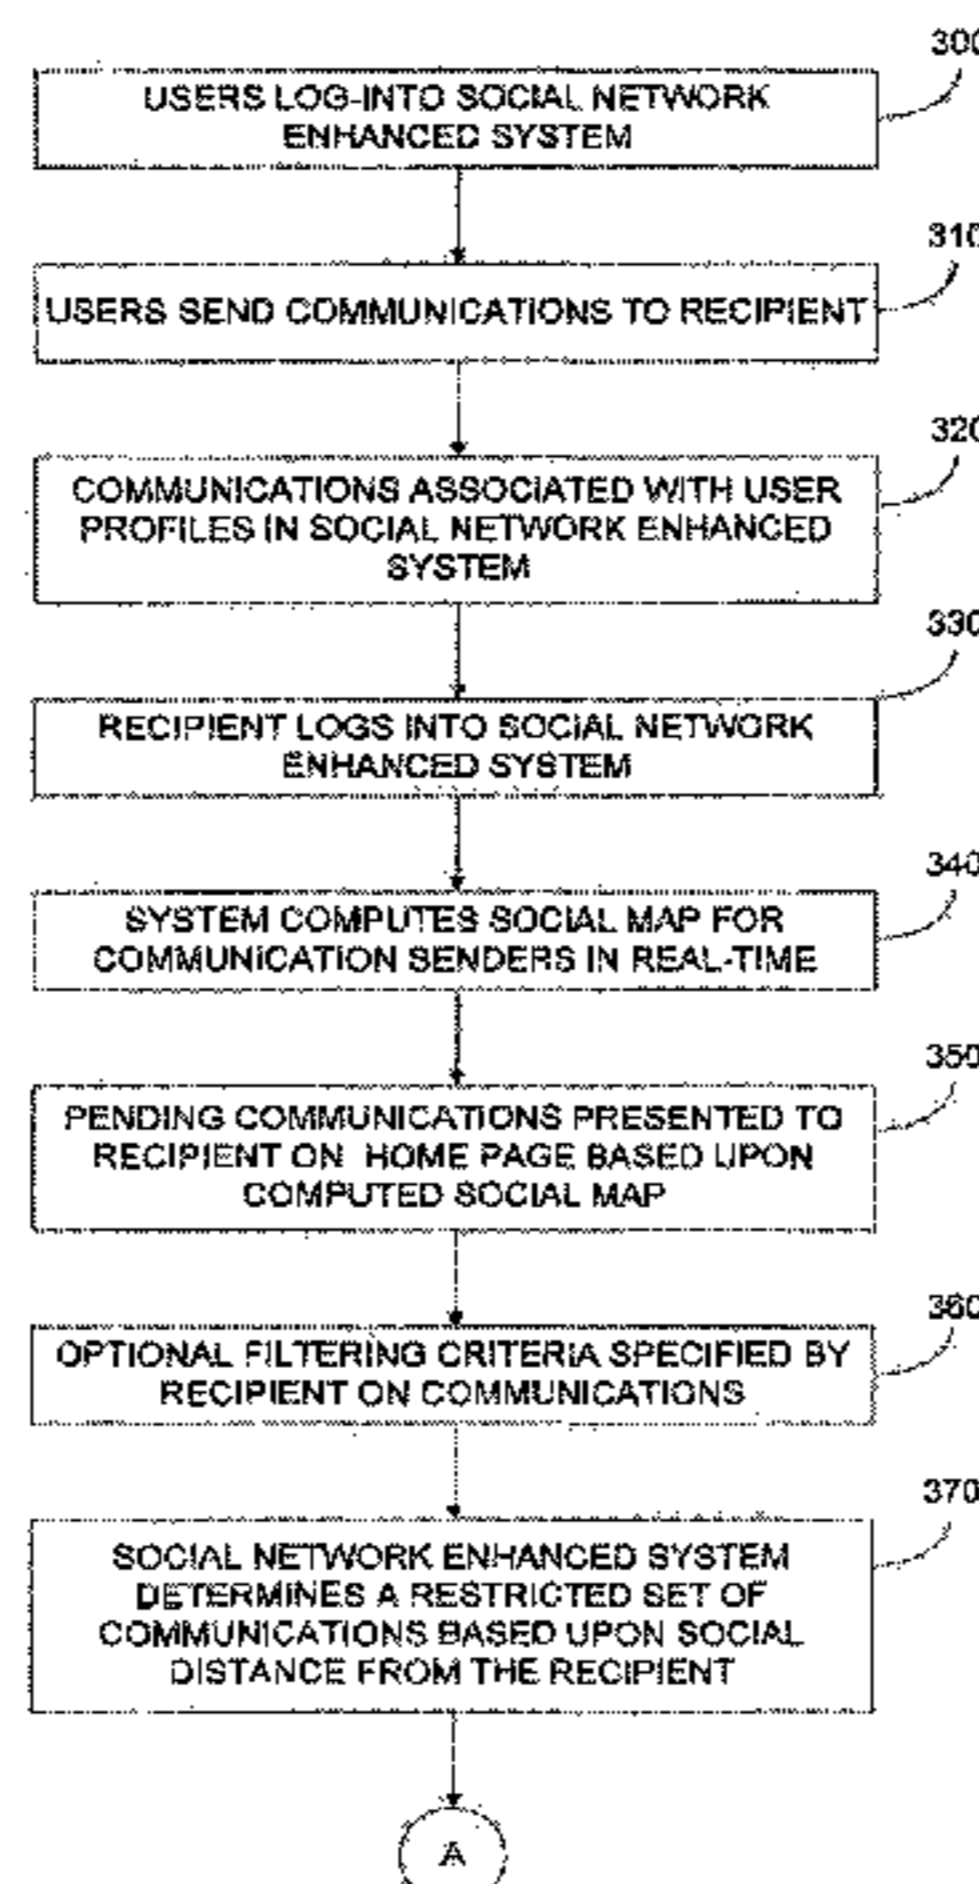 300
USERS LOG-INTO SOCIAL NETWORK
ENHANCED SYSTEM
310
USERS SEND COMMUNICATIONS TO RECIPIENT
320
COMMUNICATIONS ASSOCIATED WITH USER
PROFILES IN SOCIAL NETWORK ENHANCED
SYSTEM
330
RECIPIENT LOGS INTO SOCIAL NETWORK
ENHANCED SYSTEM
340
SYSTEM COMPUTES SOCIAL MAP FOR
COMMUNICATION SENDERS IN REAL-TIME
350
PENDING COMMUNICATIONS PRESENTED TO
RECIPIENT ON HOME PAGE BASED UPON
COMPUTED SOCIAL MAP
360
OPTIONAL FILTERING CRITERIA SPECIFIED BY
RECIPIENT ON COMMUNICATIONS
370
SOCIAL NETWORK ENHANCED SYSTEM
DETERMINES A RESTRICTED SET OF
COMMUNICATIONS BASED UPON SOCIAL
DISTANCE FROM THE RECIPIENT
A